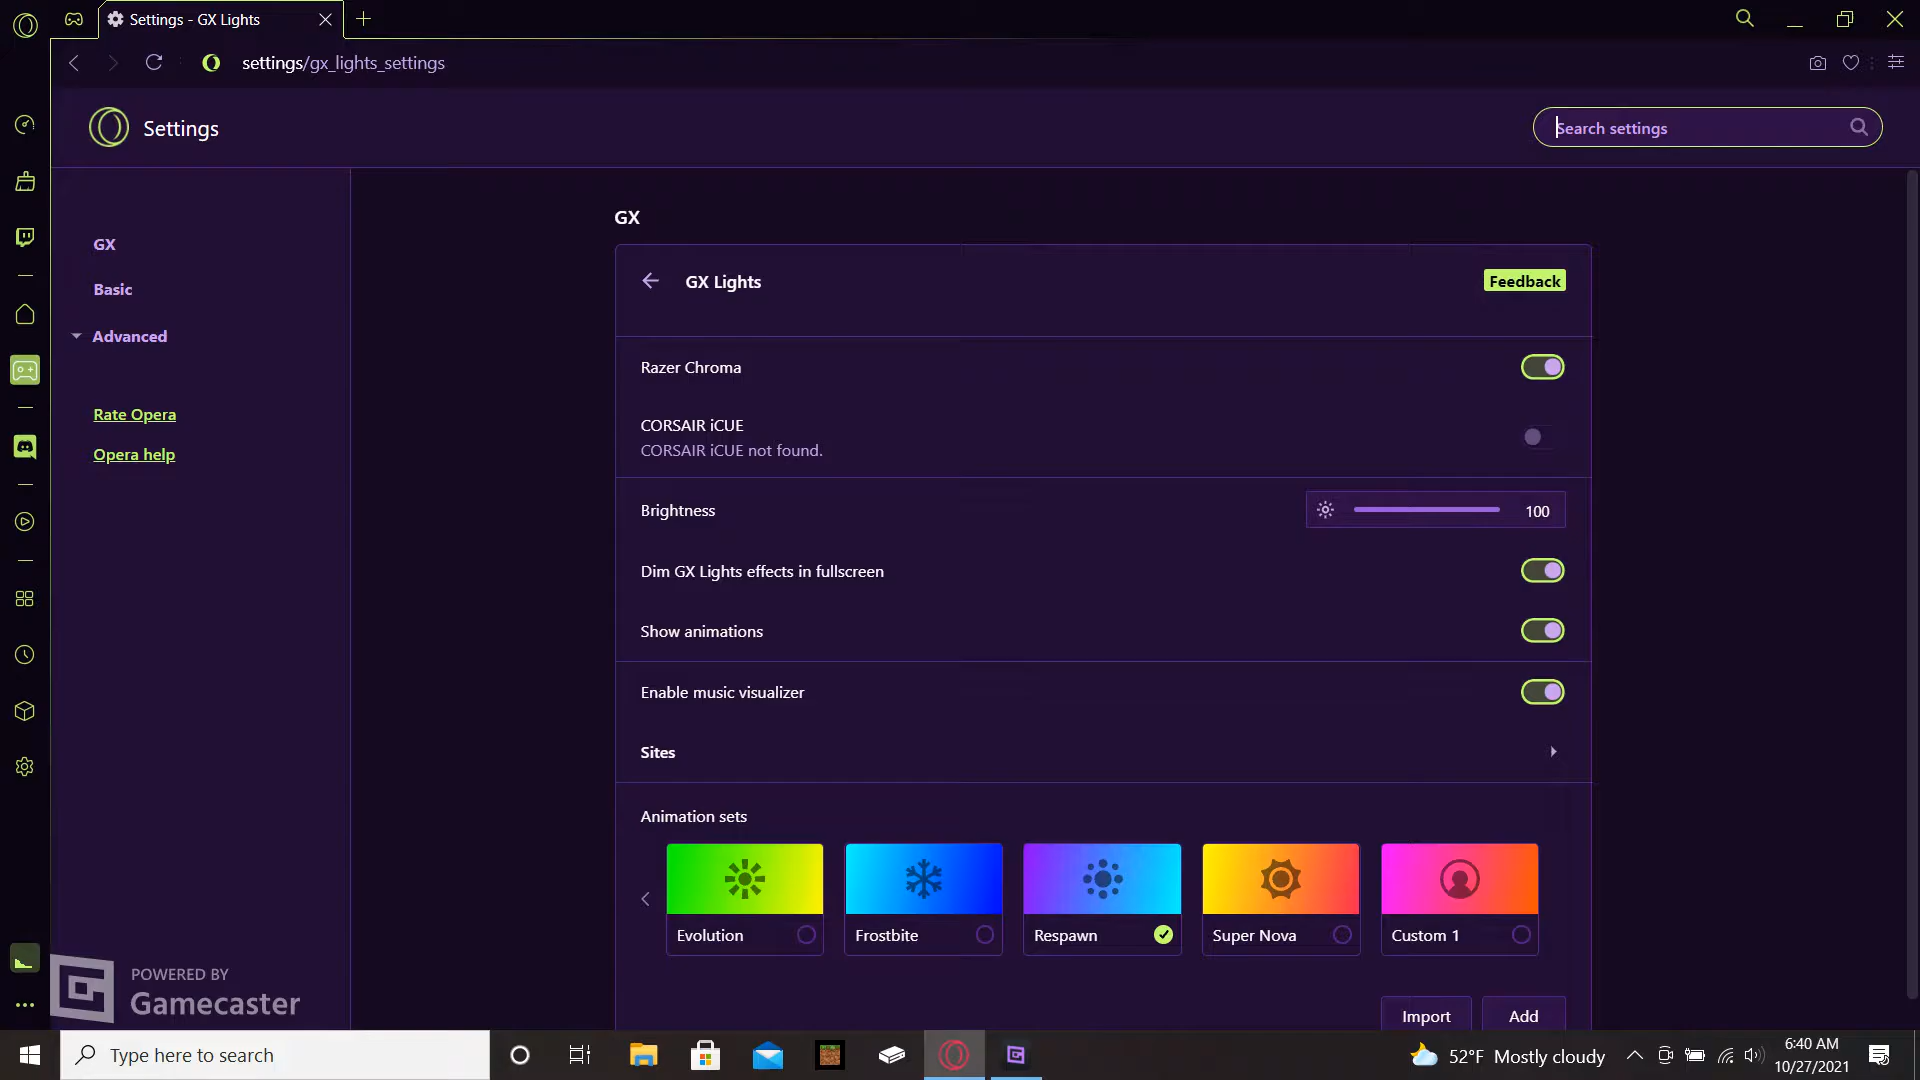 Settings - GX Lights
settings/gx_lights_settings
Settings
Search settings
GX
Basic
Advanced
Rate Opera
Opera help
GX
GX Lights
Feedback
Razer Chroma
CORSAIR iCUE
CORSAIR iCUE not found.
Brightness
100
Dim GX Lights effects in fullscreen
Show animations
Enable music visualizer
Sites
Animation sets
Evolution
Frostbite
Respawn
Super Nova
Custom 1
Import
Add
POWERED BY
Gamecaster
Type here to search
52°F Mostly cloudy
6:40 AM
10/27/2021